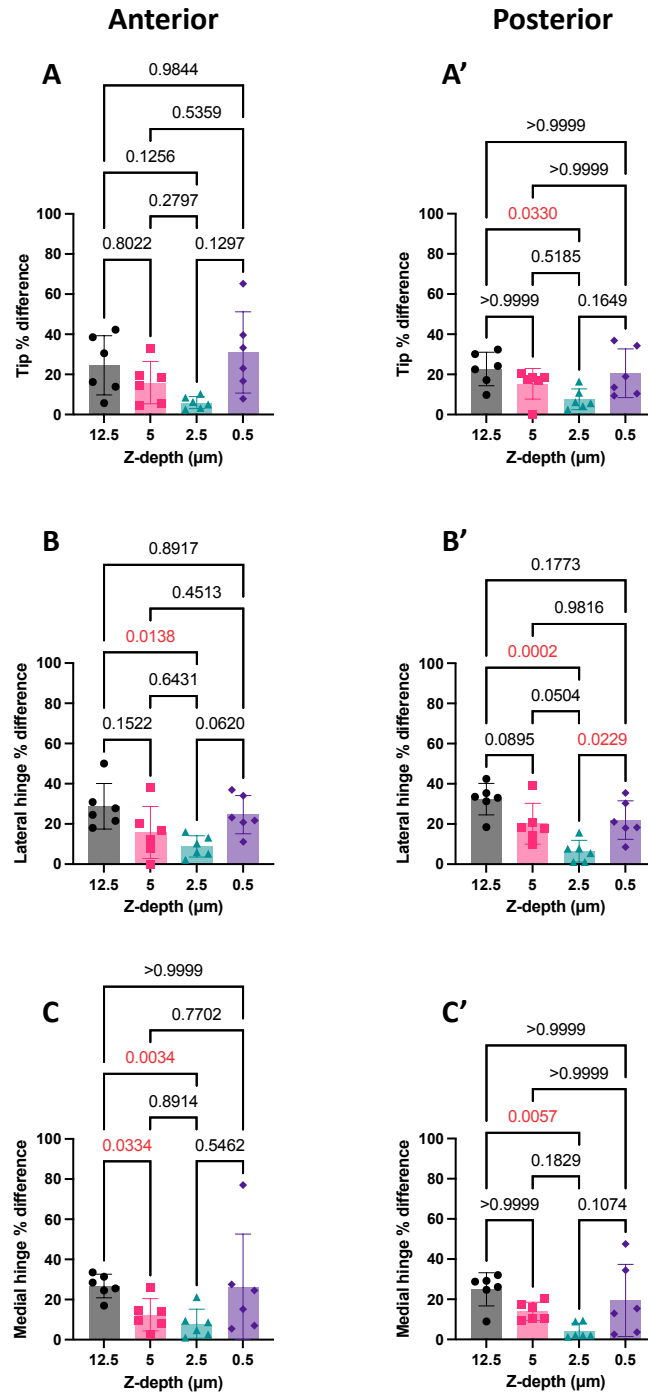 Anterior
Posterior
A
0.9844
0.5359
0.1256
0.2797
0.8022
0.1297
Tip % difference
100
80
60
40
20
0
12.5 5 2.5 0.5
Z-depth (µm)
A’
>0.9999
>0.9999
0.0330
0.5185
>0.9999
0.1649
Tip % difference
100
80
60
40
20
0
12.5 5 2.5 0.5
Z-depth (µm)
B
0.8917
0.4513
0.0138
0.6431
0.1522
0.0620
Lateral hinge % difference
100
80
60
40
20
0
12.5 5 2.5 0.5
Z-depth (µm)
B’
0.1773
0.9816
0.0002
0.0504
0.0895
0.0229
Lateral hinge % difference
100
80
60
40
20
0
12.5 5 2.5 0.5
Z-depth (µm)
C
>0.9999
0.7702
0.0034
0.8914
0.0334
0.5462
Medial hinge % difference
100
80
60
40
20
0
12.5 5 2.5 0.5
Z-depth (µm)
C’
>0.9999
>0.9999
0.0057
0.1829
>0.9999
0.1074
Medial hinge % difference
100
80
60
40
20
0
12.5 5 2.5 0.5
Z-depth (µm)